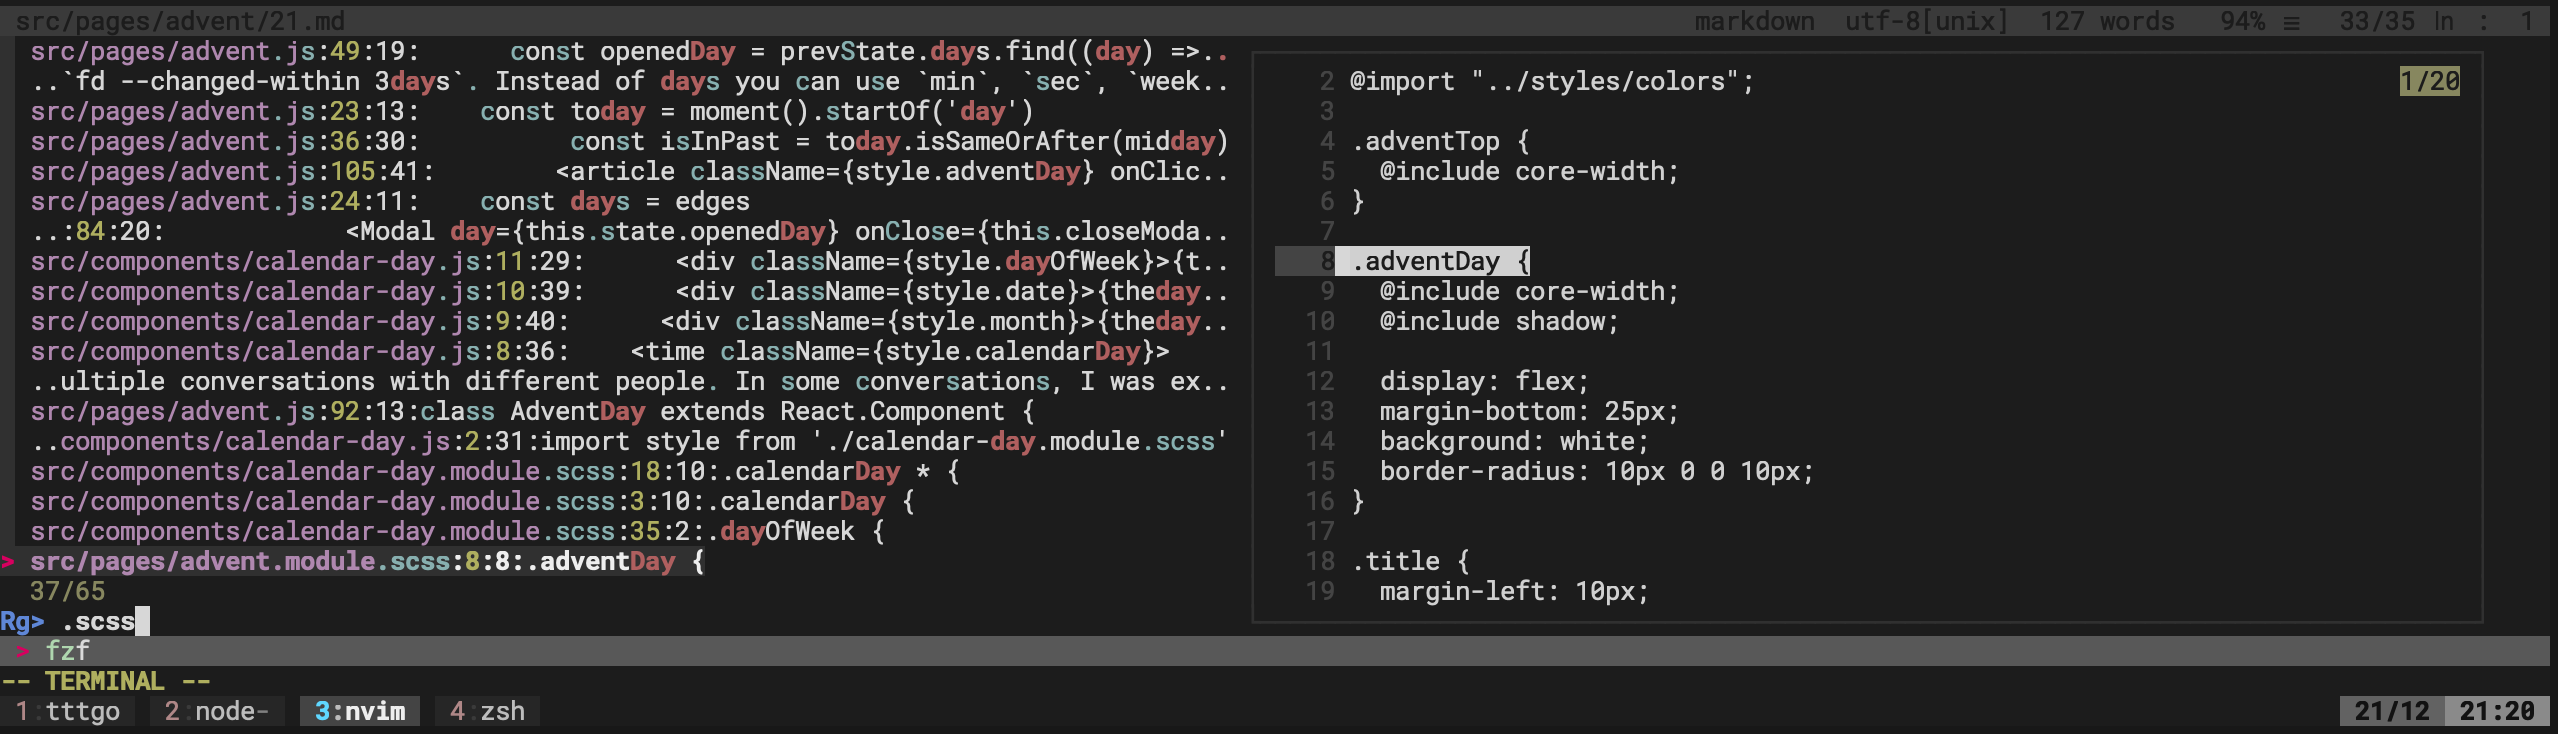 src/pages/advent/21.md markdown utf-8[unix] 127 words 94% ≡ 33/35 ln : 1
src/pages/advent.js:49:19:      const openedDay = prevState.days.find((day) =>..
..`fd --changed-within 3days`. Instead of days you can use `min`, `sec`, `week..
src/pages/advent.js:23:13:    const today = moment().startOf('day')
src/pages/advent.js:36:30:          const isInPast = today.isSameOrAfter(midday)
src/pages/advent.js:105:41:        <article className={style.adventDay} onClic..
src/pages/advent.js:24:11:    const days = edges
..:84:20:            <Modal day={this.state.openedDay} onClose={this.closeModa..
src/components/calendar-day.js:11:29:      <div className={style.dayOfWeek}>{t..
src/components/calendar-day.js:10:39:      <div className={style.date}>{theday..
src/components/calendar-day.js:9:40:      <div className={style.month}>{theday..
src/components/calendar-day.js:8:36:    <time className={style.calendarDay}>
..ultiple conversations with different people. In some conversations, I was ex..
src/pages/advent.js:92:13:class AdventDay extends React.Component {
..components/calendar-day.js:2:31:import style from './calendar-day.module.scss'
src/components/calendar-day.module.scss:18:10:.calendarDay * {
src/components/calendar-day.module.scss:3:10:.calendarDay {
src/components/calendar-day.module.scss:35:2:.dayOfWeek {
> src/pages/advent.module.scss:8:8:.adventDay {
37/65
Rg> .scss
2 @import "../styles/colors"; 1/20
3
4 .adventTop {
5   @include core-width;
6 }
7
8 .adventDay {
9   @include core-width;
10   @include shadow;
11
12   display: flex;
13   margin-bottom: 25px;
14   background: white;
15   border-radius: 10px 0 0 10px;
16 }
17
18 .title {
19   margin-left: 10px;
> fzf
-- TERMINAL --
1:tttgo 2:node- 3:nvim 4:zsh 21/12 21:20